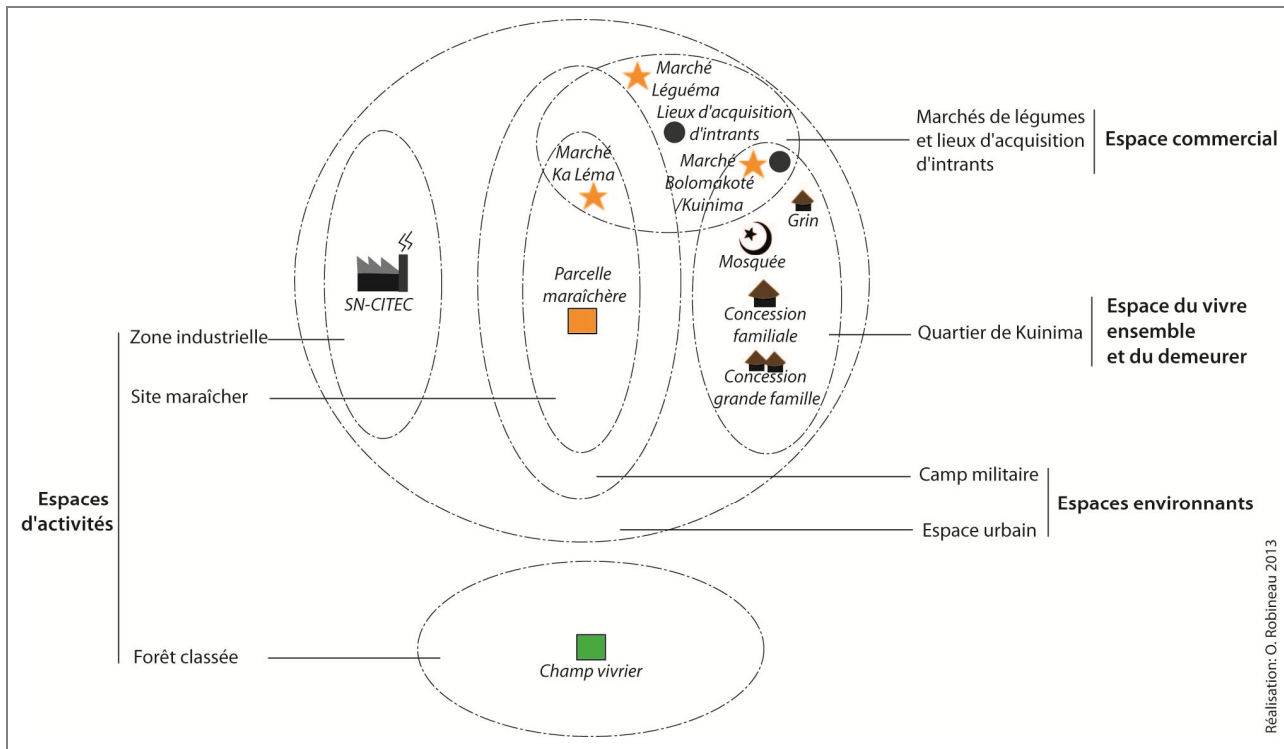 Marché
Léguéma
Lieux d'acquisition
d'intrants
Marché
Ka Léma
Marché
Bolomakoté
/Kuinima
Grin
Mosquée
SN-CITEC
Parcelle
maraîchère
Concession
familiale
Concession
grande famille
Champ vivrier
Marchés de légumes
et lieux d'acquisition
d'intrants
Espace commercial
Quartier de Kuinima
Espace du vivre
ensemble
et du demeurer
Camp militaire
Espace urbain
Espaces environnants
Zone industrielle
Site maraîcher
Forêt classée
Espaces
d'activités
Réalisation: O. Robineau 2013